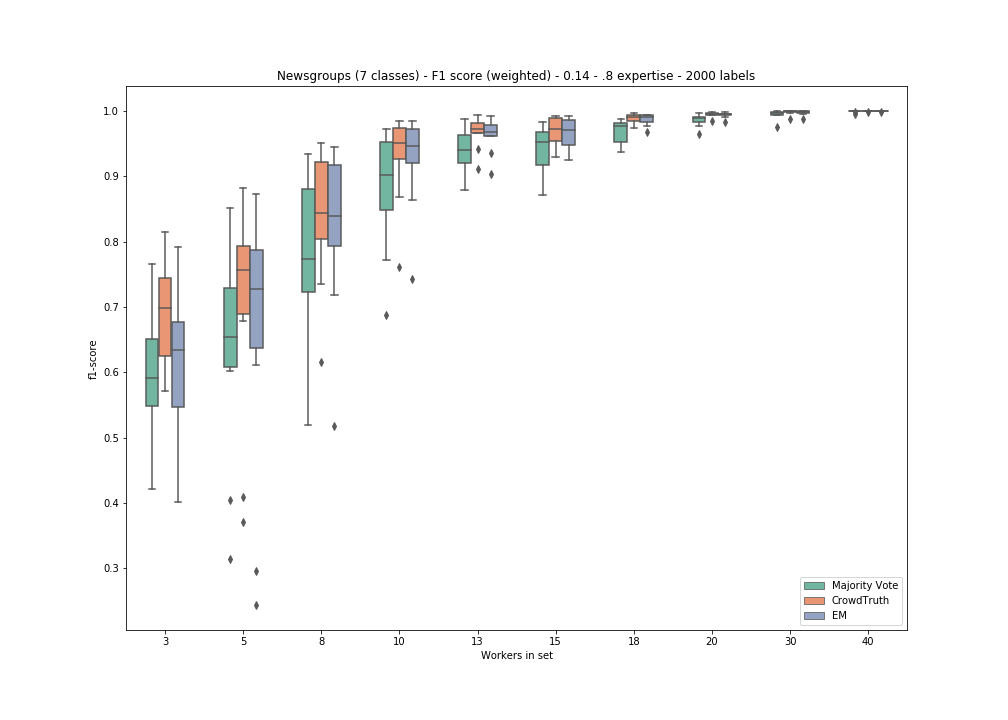 Newsgroups (7 classes) - F1 score (weighted) - 0.14 - .8 expertise - 2000 labels
f1-score
1.0
0.9
0.8
0.7
0.6
0.5
0.4
0.3
3 5 8 10 13 15 18 20 30 40
Workers in set
Majority Vote
CrowdTruth
EM